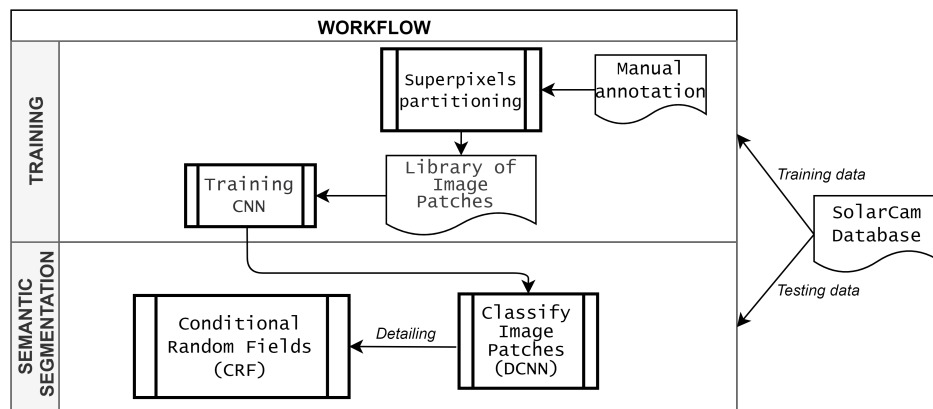 WORKFLOW
TRAINING
Superpixels
partitioning
Manual
annotation
Library of
Image
Patches
Training
CNN
Training data
SolarCam
Database
Testing data
SEMANTIC
SEGMENTATION
Conditional
Random Fields
(CRF)
Detailing
Classify
Image
Patches
(DCNN)